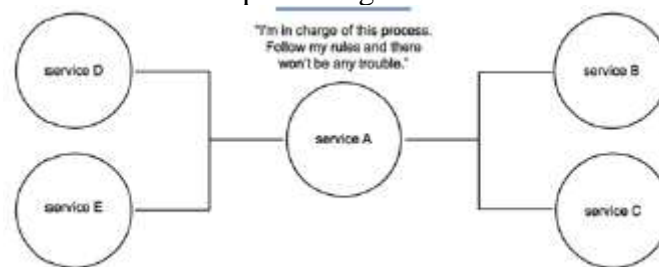 "I'm in charge of this process.
Follow my rules and there
won't be any trouble."
service D
service B
service A
service E
service C